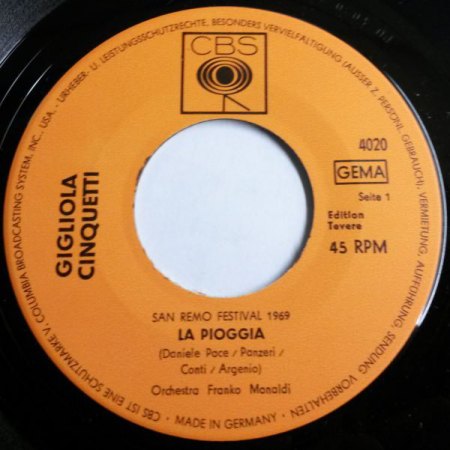 URHEBER- U. LEISTUNGSSCHUTZRECHTE, BESONDERS VERVIELFÄLTIGUNG (AUSSER Z. PERSÖNL. GEBRAUCH), VERMIETUNG, AUFFÜHRUNG, SENDUNG VORBEHALTEN
CBS
4020
GEMA
Seite 1
Edition
Tevere
45 RPM
GIGLIOLA
CINQUETTI
SAN REMO FESTIVAL 1969
LA PIOGGIA
(Daniele Pace / Panzeri /
Conti / Argenio)
Orchestra Franko Monaldi
CBS IST EINE SCHUTZMARKE V. COLUMBIA BROADCASTING SYSTEM, INC., USA. -
• MADE IN GERMANY •